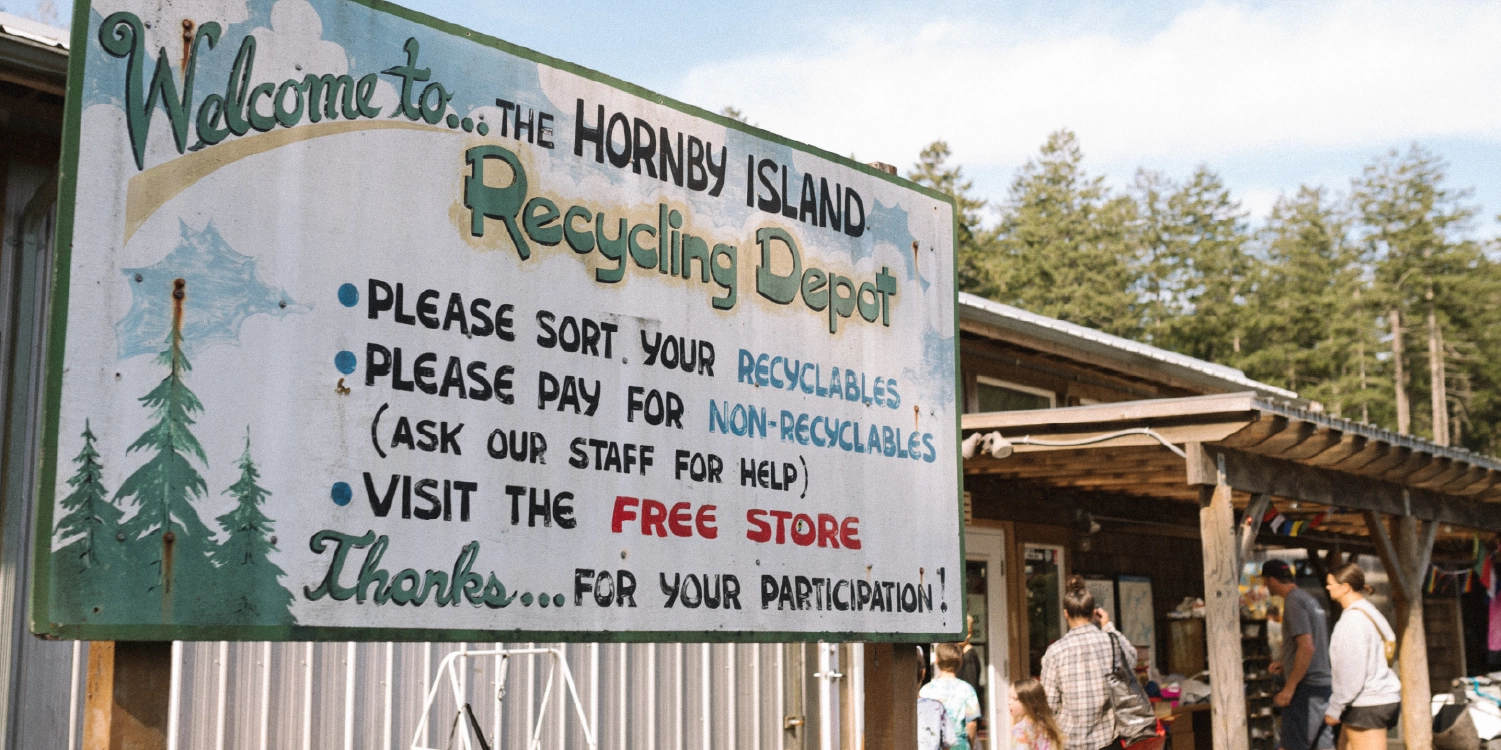 Welcome to... THE HORNBY ISLAND
Recycling Depot
• PLEASE SORT YOUR RECYCLABLES
• PLEASE PAY FOR NON-RECYCLABLES
(ASK OUR STAFF FOR HELP)
• VISIT THE FREE STORE
Thanks... FOR YOUR PARTICIPATION!